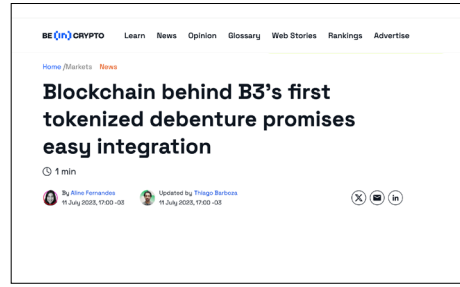 BE[in]CRYPTO Learn News Opinion Glossary Web Stories Rankings Advertise
Home /Markets News
Blockchain behind B3's first
tokenized debenture promises
easy integration
1 min
By Aline Fernandes
11 July 2023, 17:00 -03
Updated by Thiago Barboza
11 July 2023, 17:00 -03
X in